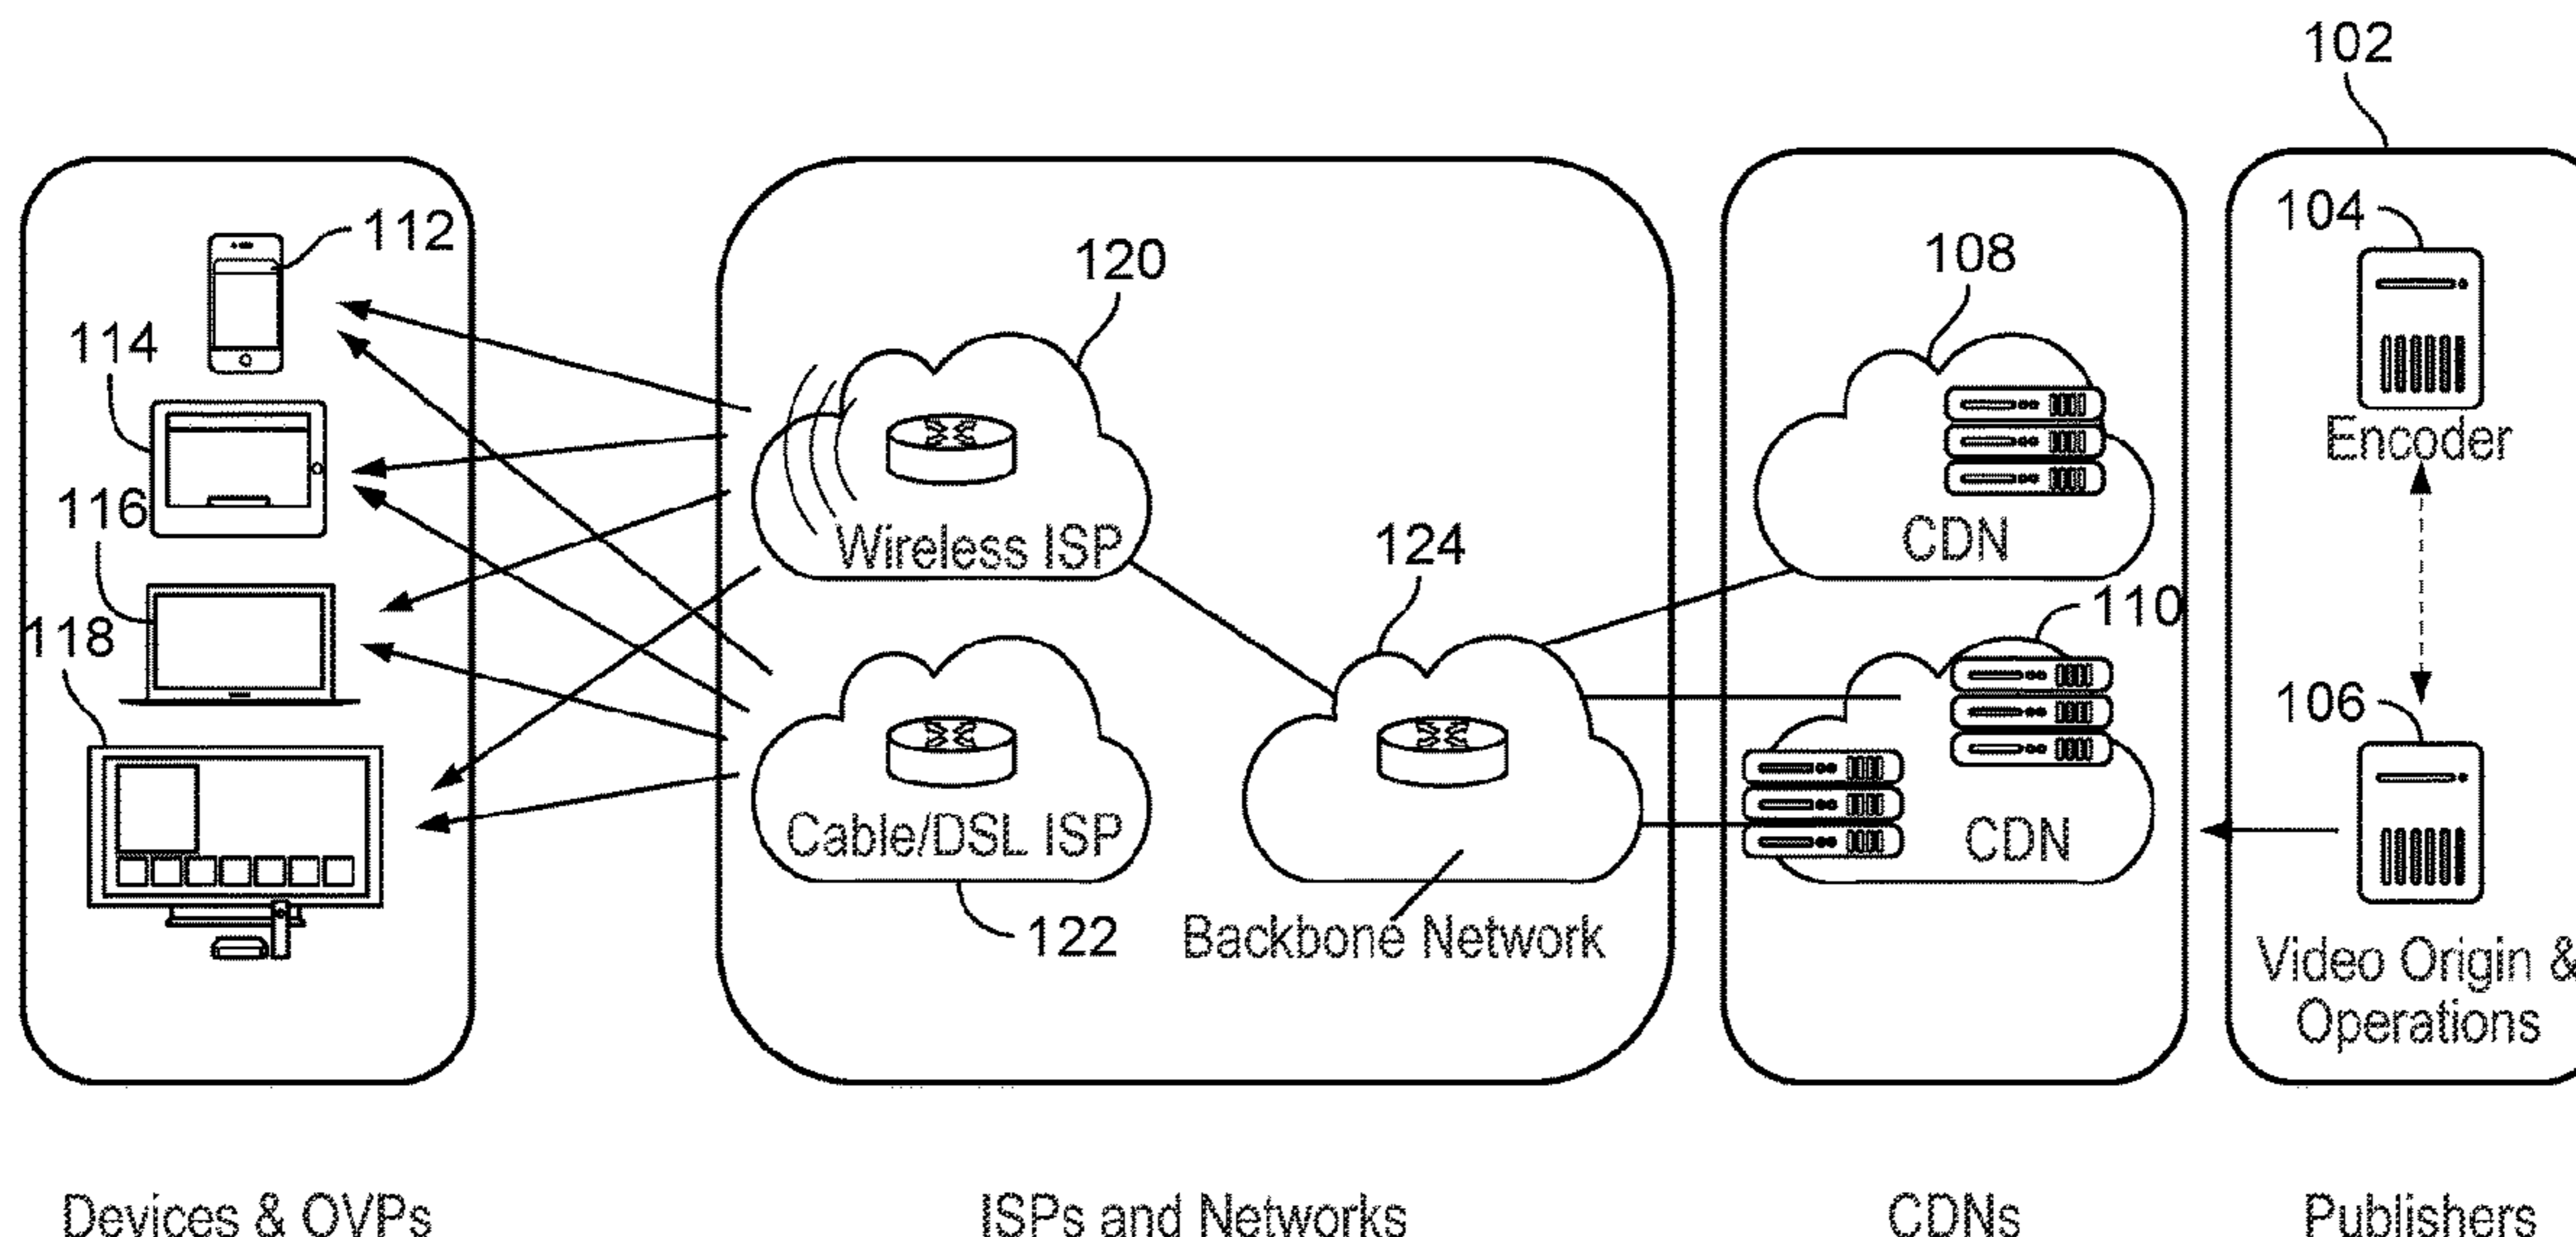 102
112
114
116
118
120
Wireless ISP
Cable/DSL ISP
122
124
Backbone Network
108
CDN
110
CDN
104
Encoder
106
Video Origin &
Operations
Devices & OVPs
ISPs and Networks
CDNs
Publishers